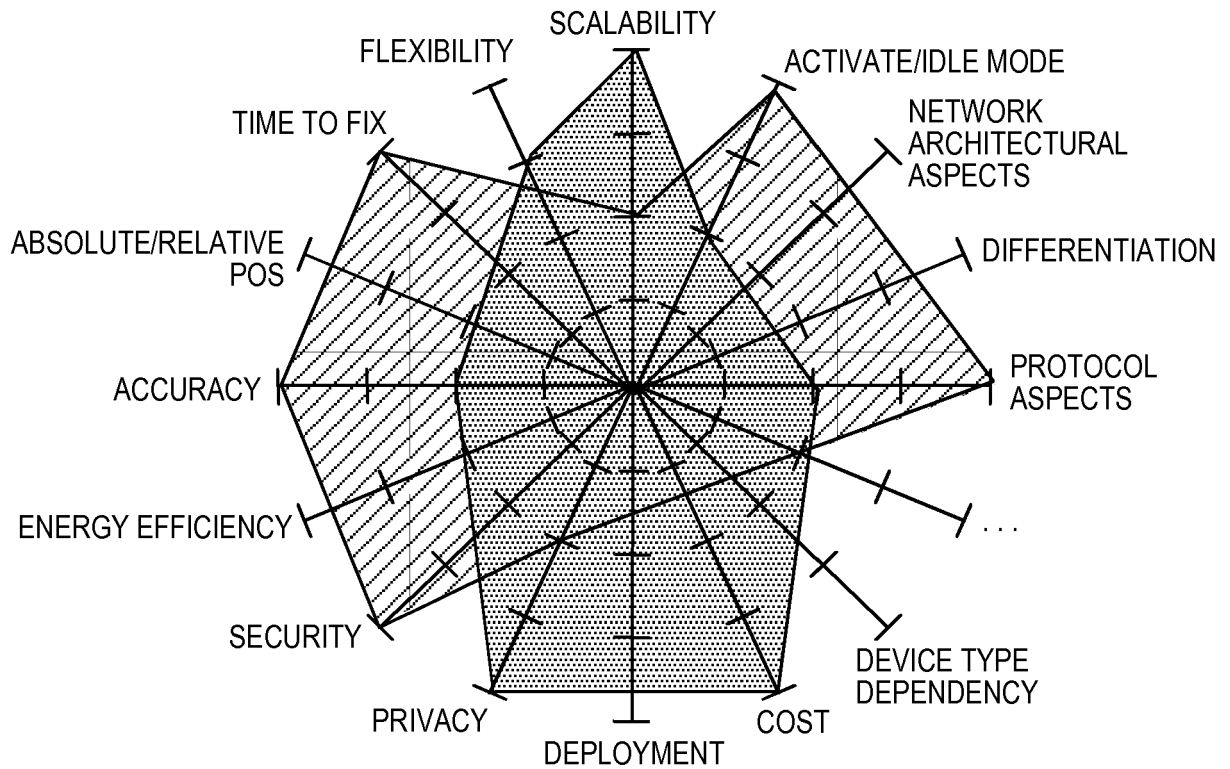 SCALABILITY
FLEXIBILITY
ACTIVATE/IDLE MODE
TIME TO FIX
NETWORK
ARCHITECTURAL
ASPECTS
ABSOLUTE/RELATIVE
POS
DIFFERENTIATION
ACCURACY
PROTOCOL
ASPECTS
ENERGY EFFICIENCY
. . .
SECURITY
DEVICE TYPE
DEPENDENCY
PRIVACY
COST
DEPLOYMENT